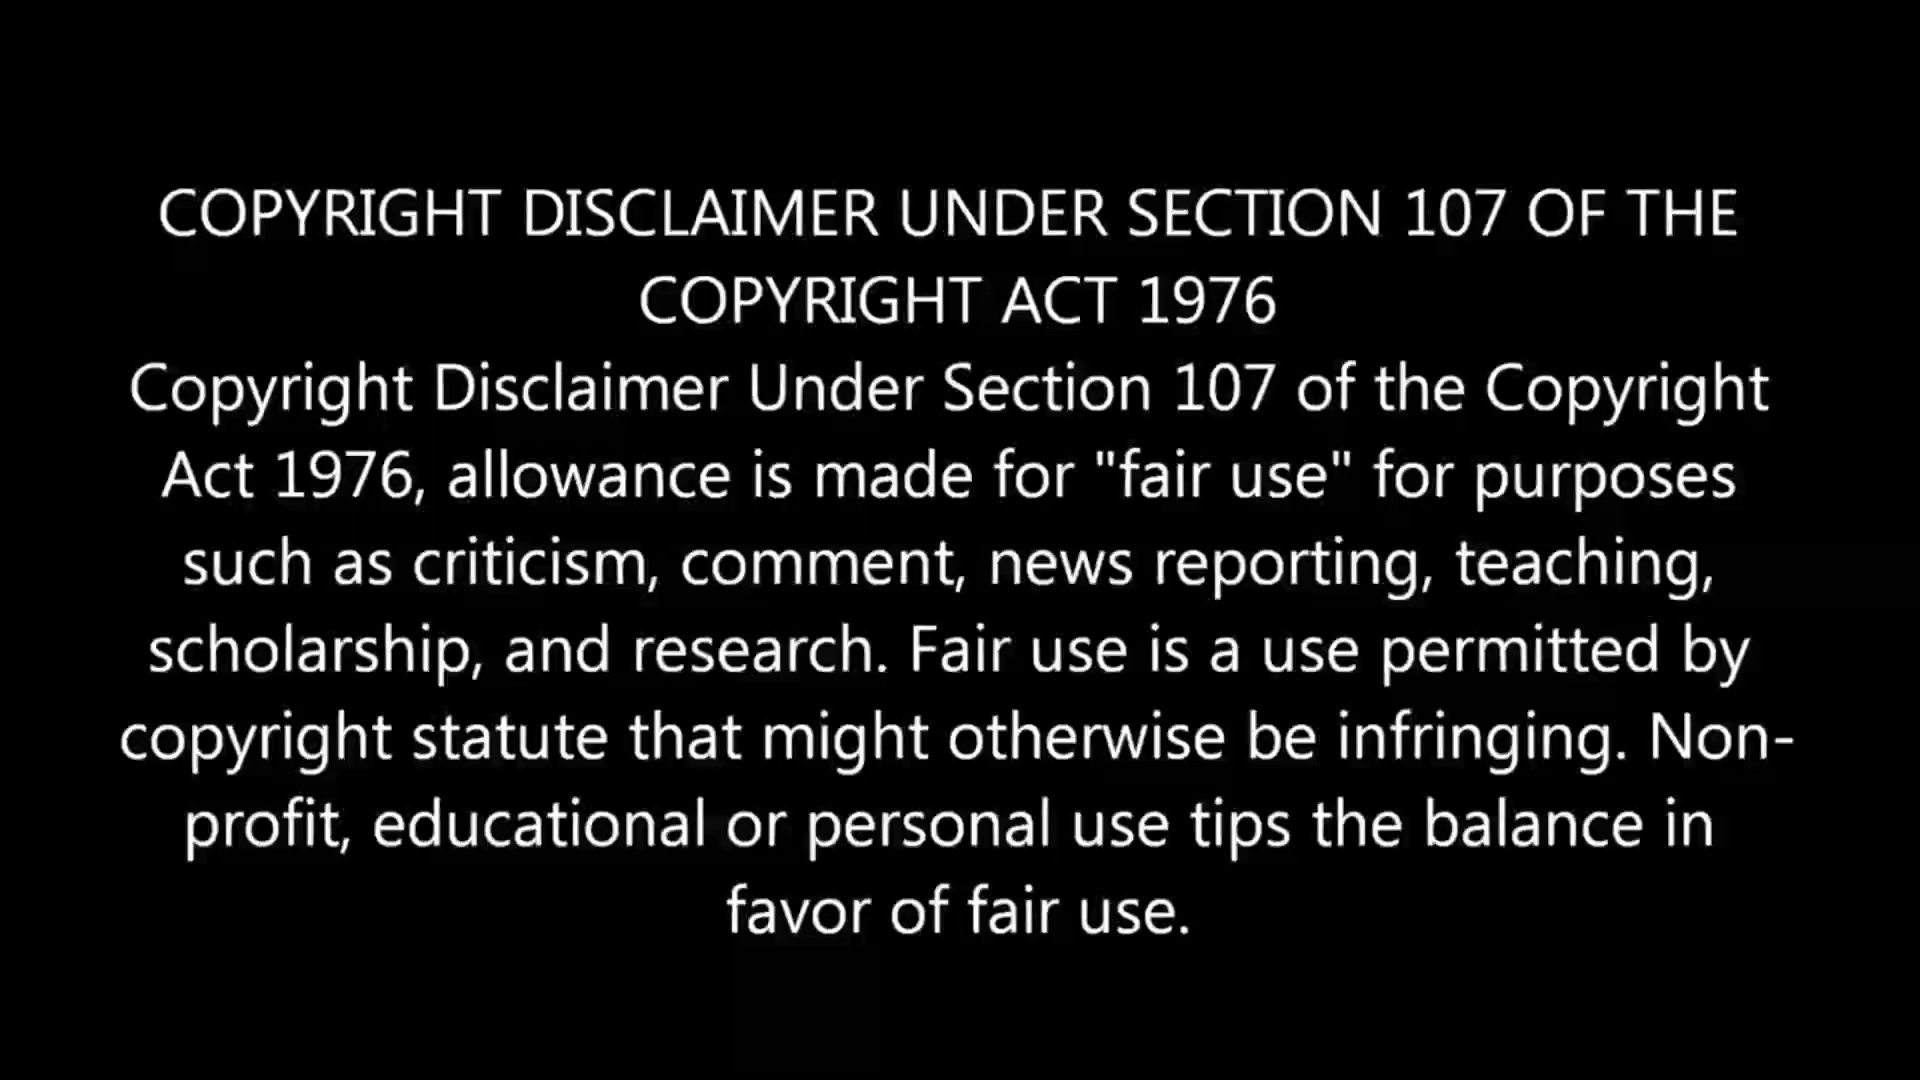 COPYRIGHT DISCLAIMER UNDER SECTION 107 OF THE
COPYRIGHT ACT 1976
Copyright Disclaimer Under Section 107 of the Copyright
Act 1976, allowance is made for "fair use" for purposes
such as criticism, comment, news reporting, teaching,
scholarship, and research. Fair use is a use permitted by
copyright statute that might otherwise be infringing. Non-
profit, educational or personal use tips the balance in
favor of fair use.